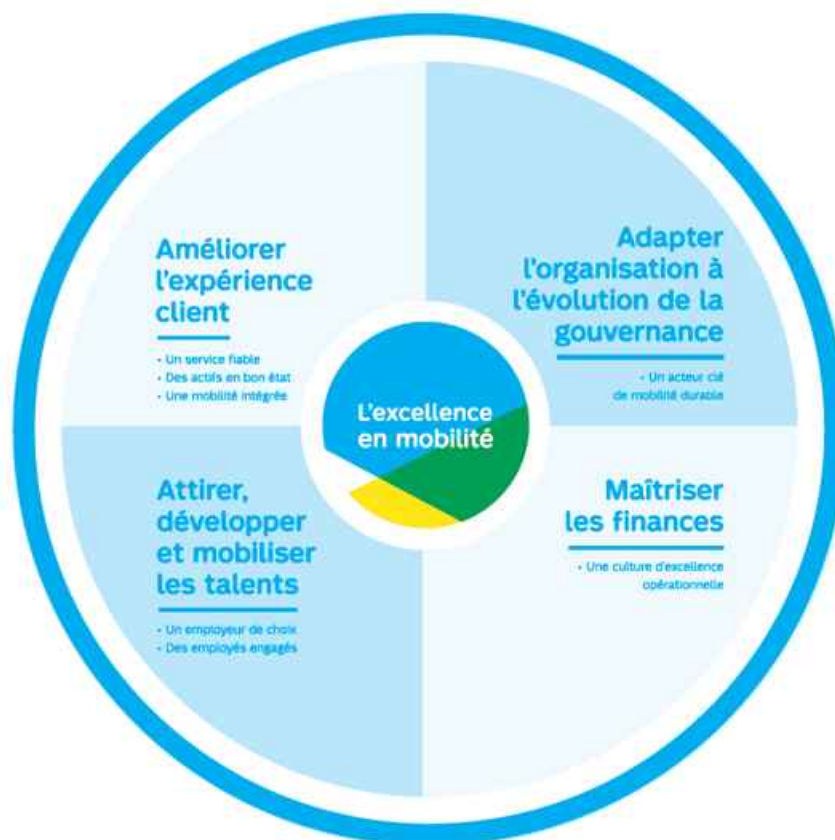 Améliorer
l'expérience
client
• Un service fiable
• Des actifs en bon état
• Une mobilité intégrée
Adapter
l'organisation à
l'évolution de la
gouvernance
• Un acteur clé
de mobilité durable
L'excellence
en mobilité
Attirer,
développer
et mobiliser
les talents
• Un employeur de choix
• Des employés engagés
Maîtriser
les finances
• Une culture d'excellence
opérationnelle